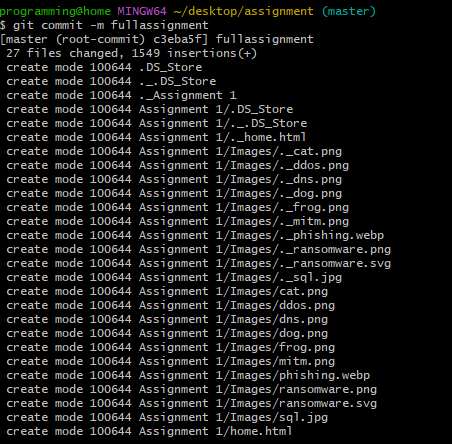 programming@home MINGW64 ~/desktop/assignment (master)
$ git commit -m fullassignment
[master (root-commit) c3eba5f] fullassignment
 27 files changed, 1549 insertions(+)
 create mode 100644 .DS_Store
 create mode 100644 ._.DS_Store
 create mode 100644 ._Assignment 1
 create mode 100644 Assignment 1/.DS_Store
 create mode 100644 Assignment 1/._.DS_Store
 create mode 100644 Assignment 1/._home.html
 create mode 100644 Assignment 1/Images/._cat.png
 create mode 100644 Assignment 1/Images/._ddos.png
 create mode 100644 Assignment 1/Images/._dns.png
 create mode 100644 Assignment 1/Images/._dog.png
 create mode 100644 Assignment 1/Images/._frog.png
 create mode 100644 Assignment 1/Images/._mitm.png
 create mode 100644 Assignment 1/Images/._phishing.webp
 create mode 100644 Assignment 1/Images/._ransomware.png
 create mode 100644 Assignment 1/Images/._ransomware.svg
 create mode 100644 Assignment 1/Images/._sql.jpg
 create mode 100644 Assignment 1/Images/cat.png
 create mode 100644 Assignment 1/Images/ddos.png
 create mode 100644 Assignment 1/Images/dns.png
 create mode 100644 Assignment 1/Images/dog.png
 create mode 100644 Assignment 1/Images/frog.png
 create mode 100644 Assignment 1/Images/mitm.png
 create mode 100644 Assignment 1/Images/phishing.webp
 create mode 100644 Assignment 1/Images/ransomware.png
 create mode 100644 Assignment 1/Images/ransomware.svg
 create mode 100644 Assignment 1/Images/sql.jpg
 create mode 100644 Assignment 1/home.html